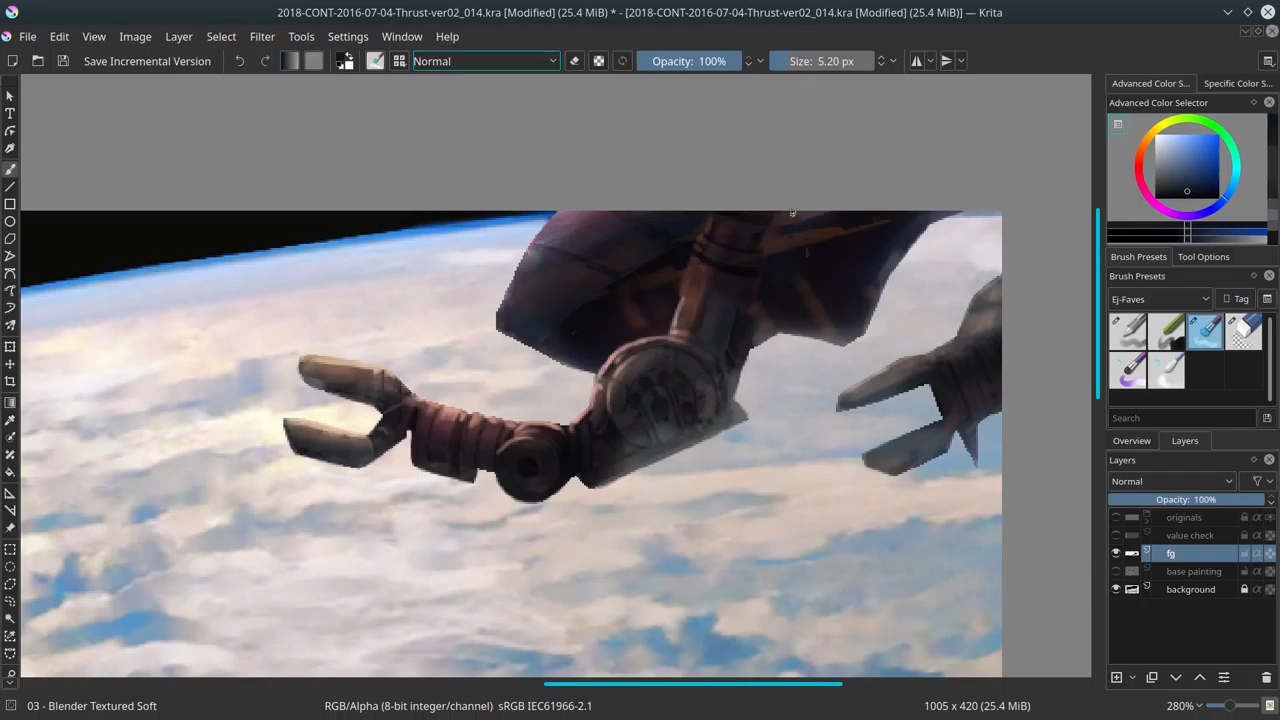 2018-CONT-2016-07-04-Thrust-ver02_014.kra [Modified] (25.4 MiB) * - [2018-CONT-2016-07-04-Thrust-ver02_014.kra [Modified] (25.4 MiB)] — Krita
File Edit View Image Layer Select Filter Tools Settings Window Help
Save Incremental Version Normal Opacity: 100% Size: 5.20 px
Advanced Color S... Specific Color S...
Advanced Color Selector
Brush Presets Tool Options
Brush Presets
Ej-Faves Tag
Search
Overview Layers
Layers
Normal
Opacity: 100%
originals
value check
fg
base painting
background
03 - Blender Textured Soft RGB/Alpha (8-bit integer/channel) sRGB IEC61966-2.1 1005 x 420 (25.4 MiB) 280%